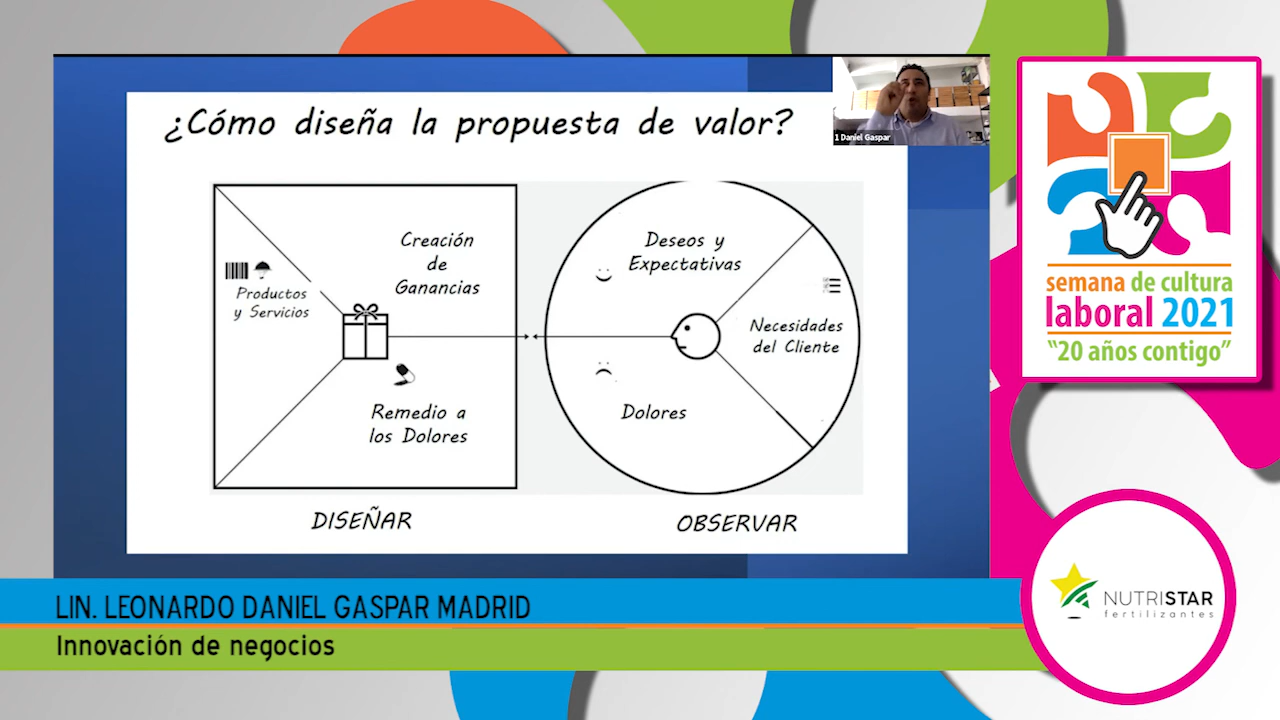 ¿Cómo diseña la propuesta de valor?
1 Daniel Gaspar
Productos
y Servicios
Creación
de
Ganancias
Remedio a
los Dolores
Deseos y
Expectativas
Necesidades
del Cliente
Dolores
DISEÑAR
OBSERVAR
semana de cultura
laboral 2021
“20 años contigo”
LIN. LEONARDO DANIEL GASPAR MADRID
Innovación de negocios
NUTRISTAR
fertilizantes